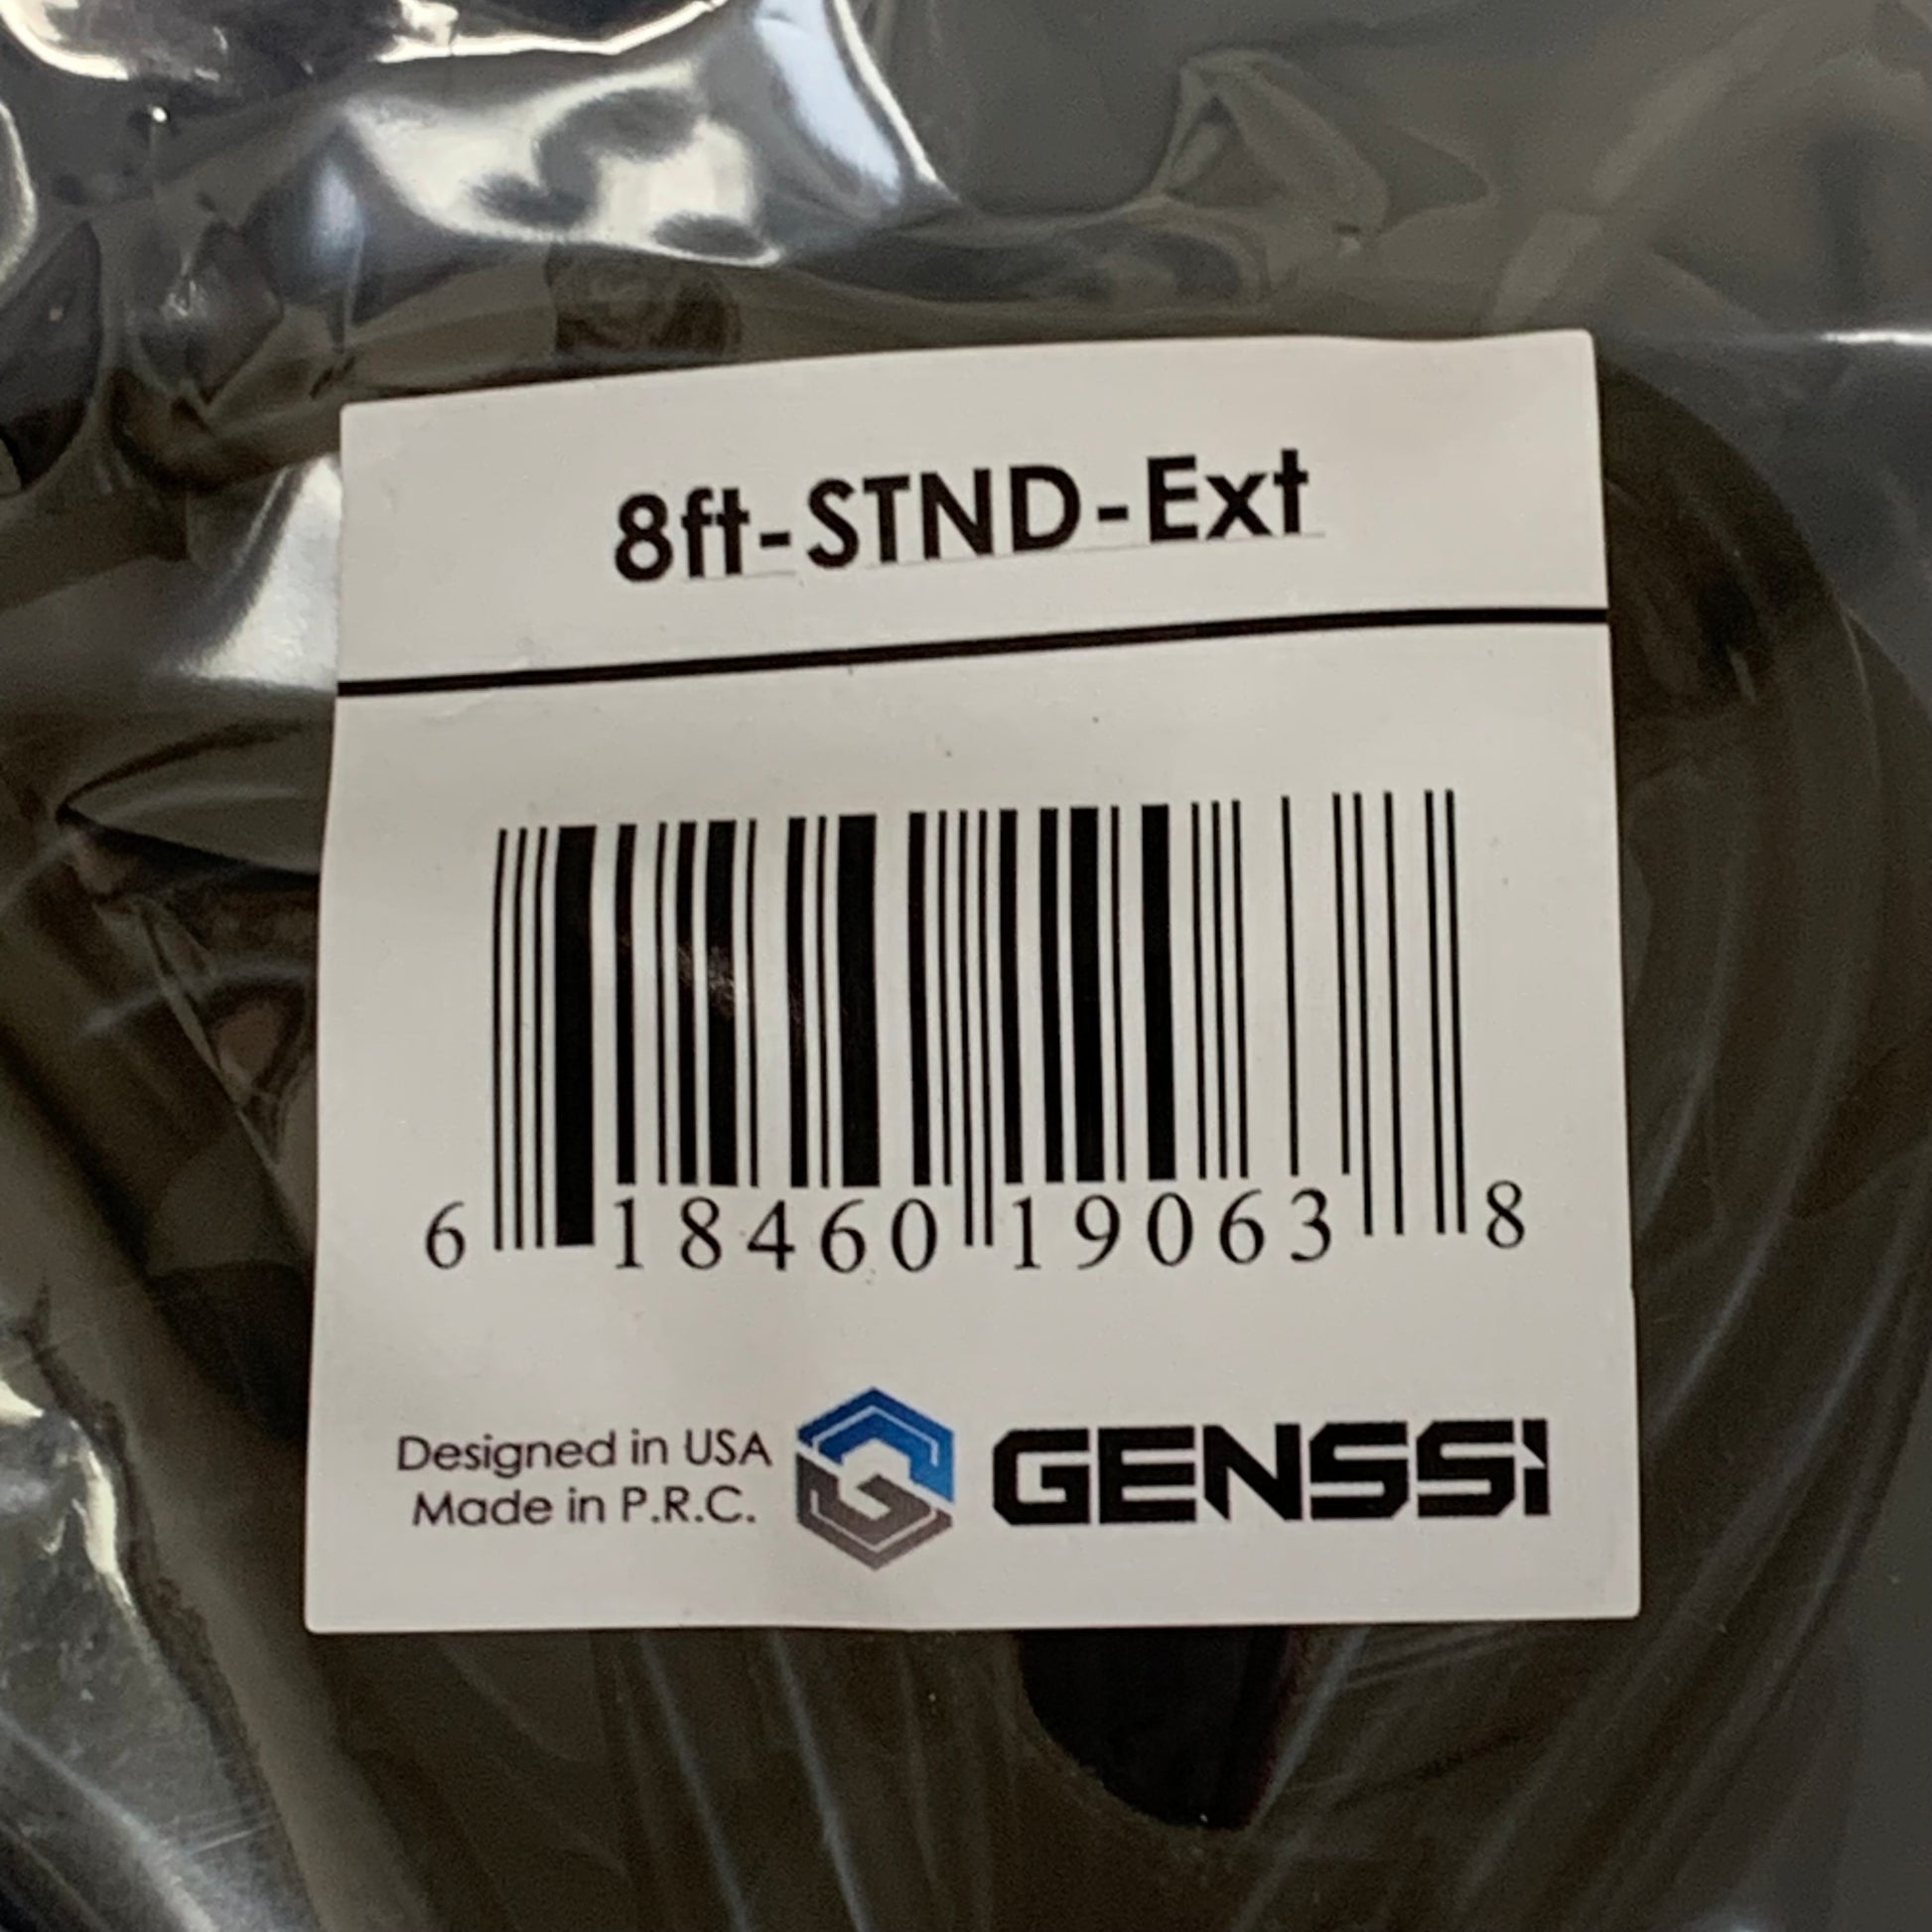 8ft-STND-Ext
6 18460 19063 8
Designed in USA
Made in P.R.C.
GENSSI